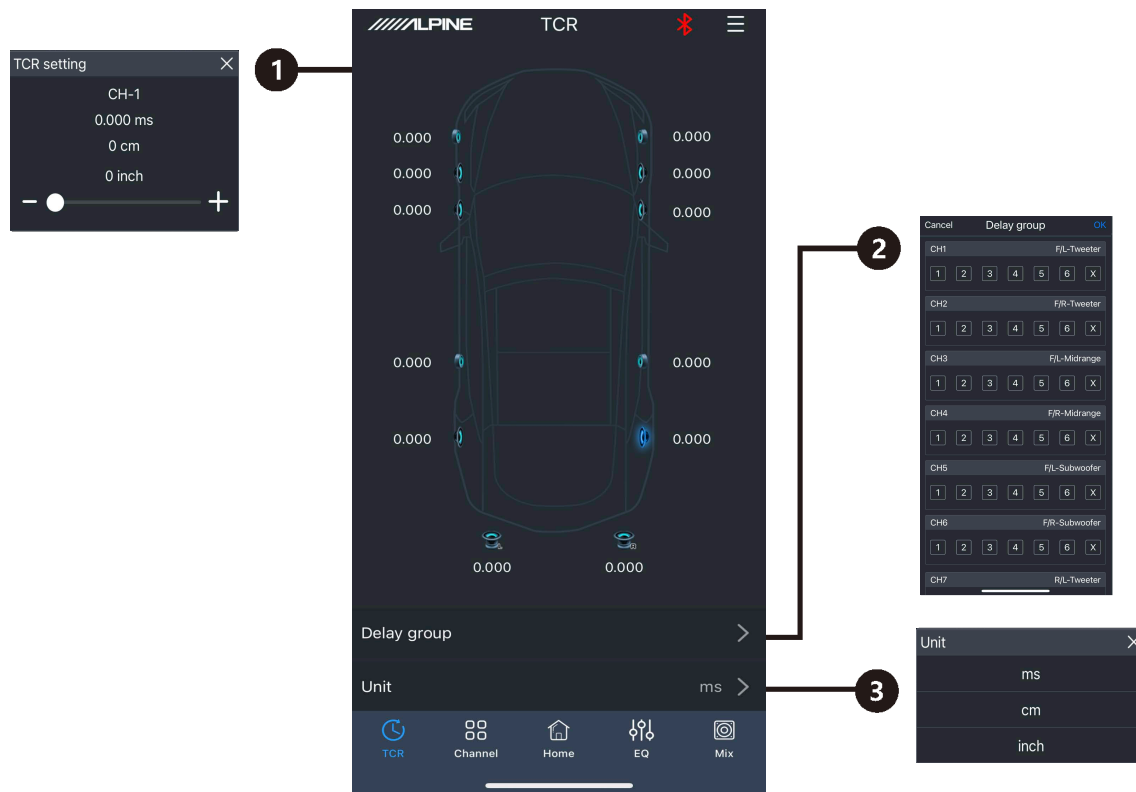 TCR setting
CH-1
0.000 ms
0 cm
0 inch
1
ALPINE TCR
0.000 0.000
0.000 0.000
0.000 0.000
0.000 0.000
0.000 0.000
L R
0.000 0.000
Delay group
Unit ms
TCR Channel Home EQ Mix
2
Cancel Delay group OK
CH1 F/L-Tweeter
1 2 3 4 5 6 X
CH2 F/R-Tweeter
1 2 3 4 5 6 X
CH3 F/L-Midrange
1 2 3 4 5 6 X
CH4 F/R-Midrange
1 2 3 4 5 6 X
CH5 F/L-Subwoofer
1 2 3 4 5 6 X
CH6 F/R-Subwoofer
1 2 3 4 5 6 X
CH7 R/L-Tweeter
3
Unit
ms
cm
inch